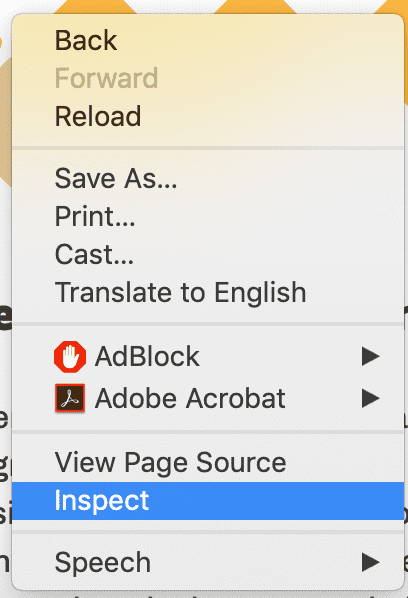 Back
Forward
Reload
Save As...
Print...
Cast...
Translate to English
AdBlock
Adobe Acrobat
View Page Source
Inspect
Speech